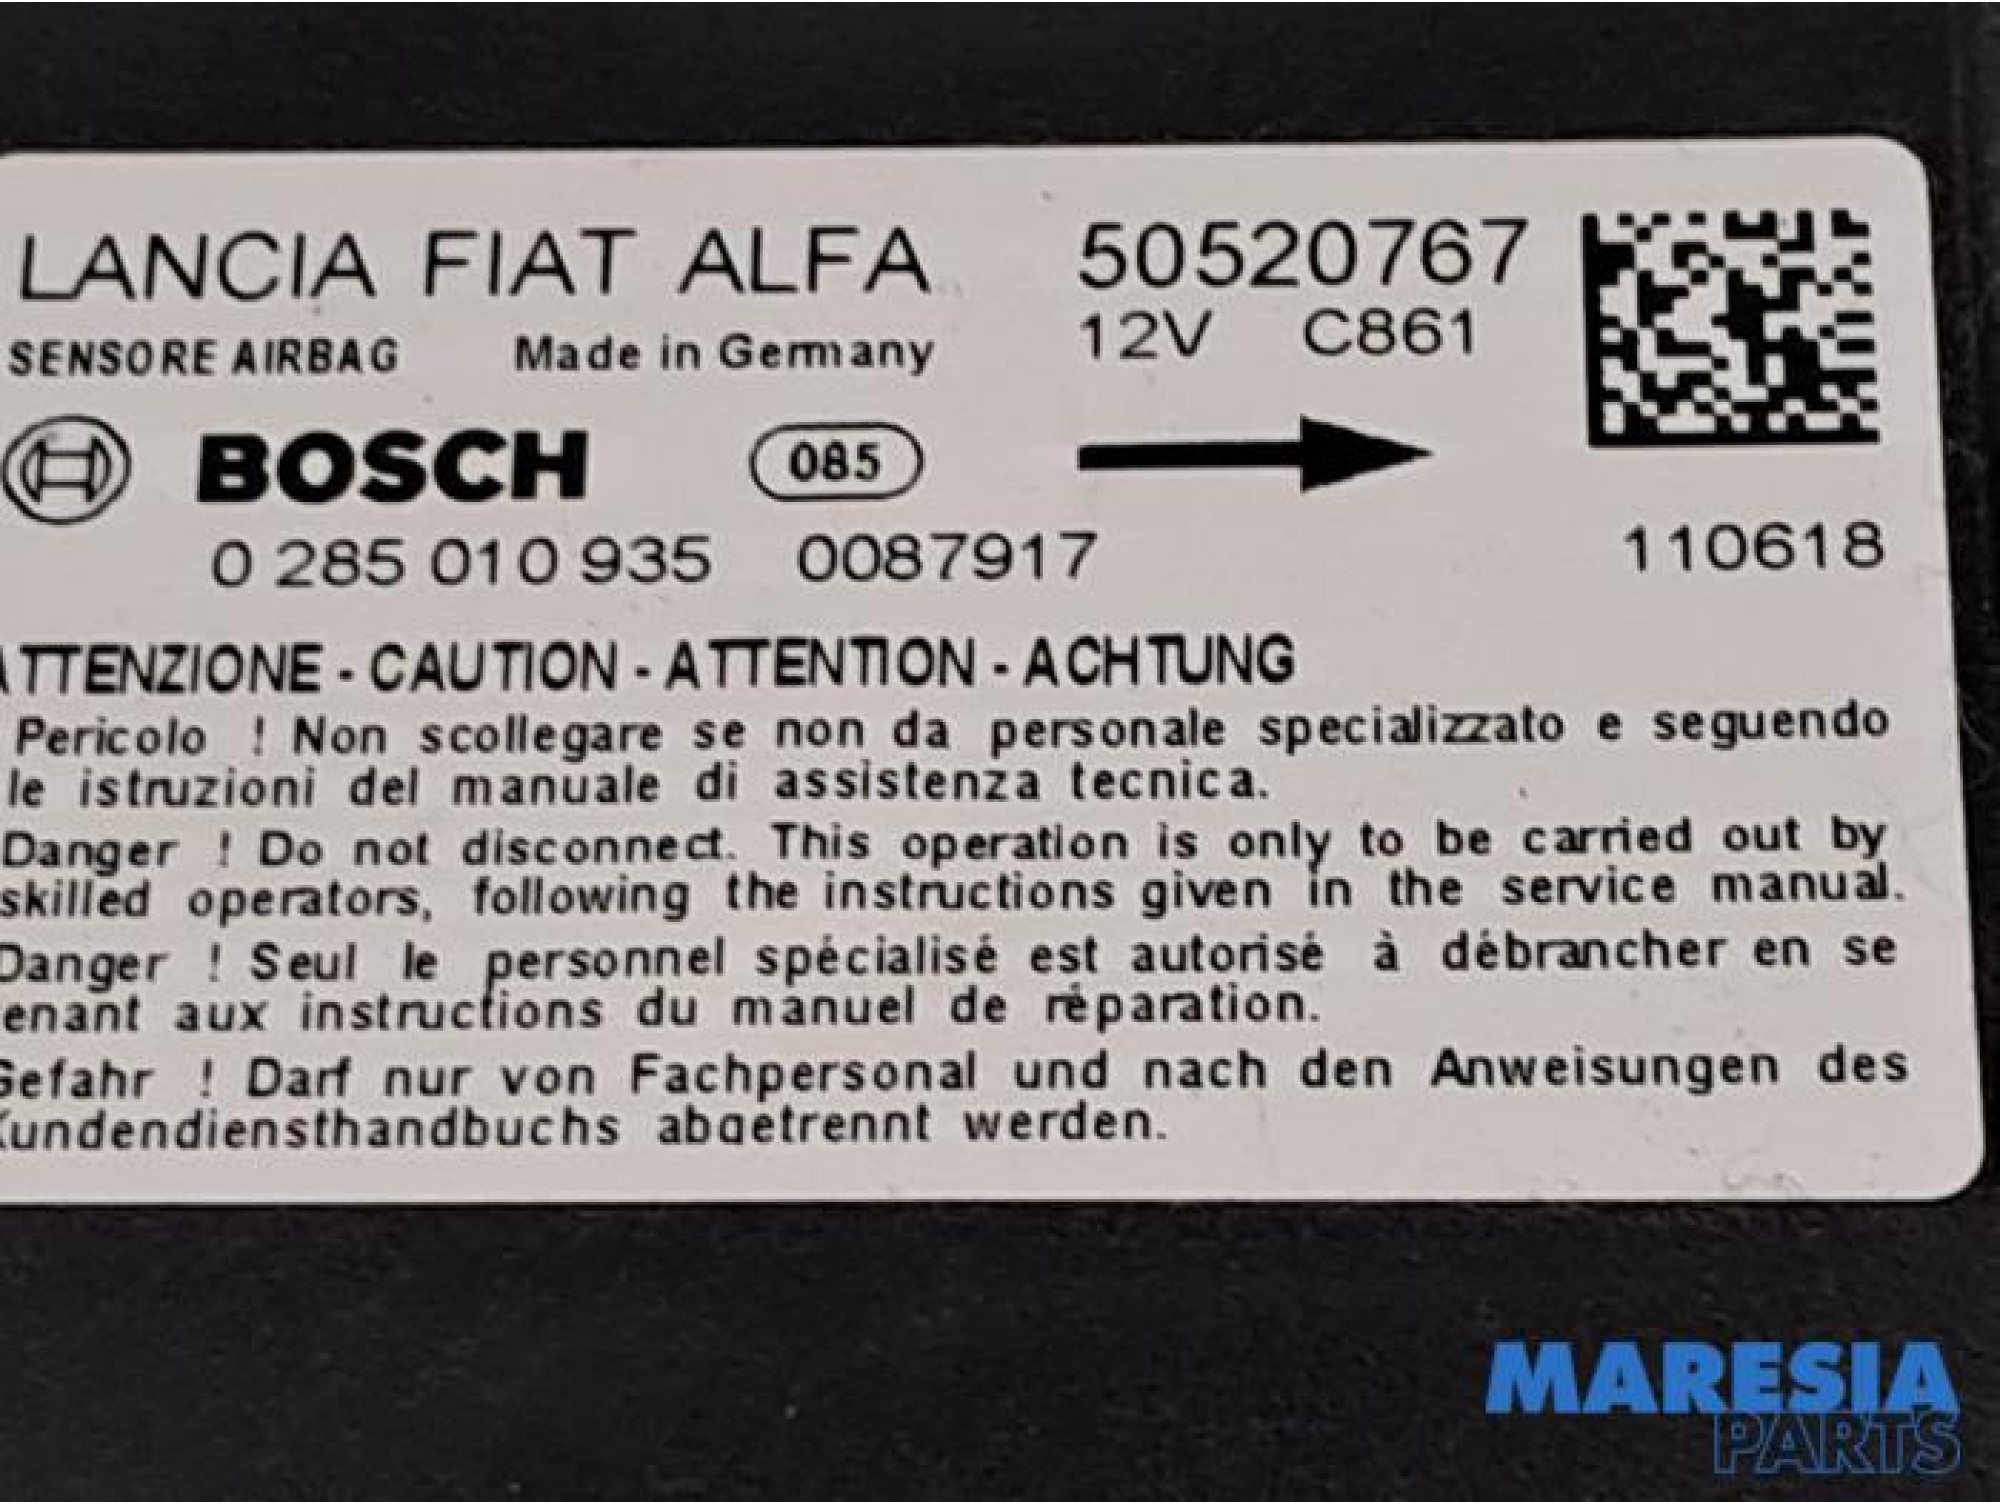 LANCIA FIAT ALFA 50520767
SENSORE AIRBAG Made in Germany 12V C861
BOSCH 085
0 285 010 935 0087917 110618
ATTENZIONE - CAUTION - ATTENTION - ACHTUNG
Pericolo ! Non scollegare se non da personale specializzato e seguendo
le istruzioni del manuale di assistenza tecnica.
Danger ! Do not disconnect. This operation is only to be carried out by
skilled operators, following the instructions given in the service manual.
Danger ! Seul le personnel spécialisé est autorisé à débrancher en se
enant aux instructions du manuel de réparation.
Gefahr ! Darf nur von Fachpersonal und nach den Anweisungen des
Kundendiensthandbuchs abgetrennt werden.
MARESIA
PARTS